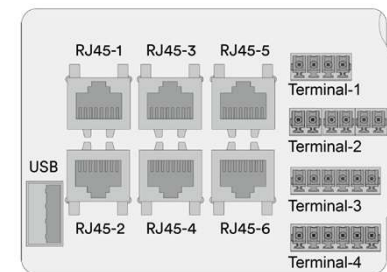 RJ45-1 RJ45-3 RJ45-5
Terminal-1
Terminal-2
USB
Terminal-3
RJ45-2 RJ45-4 RJ45-6
Terminal-4